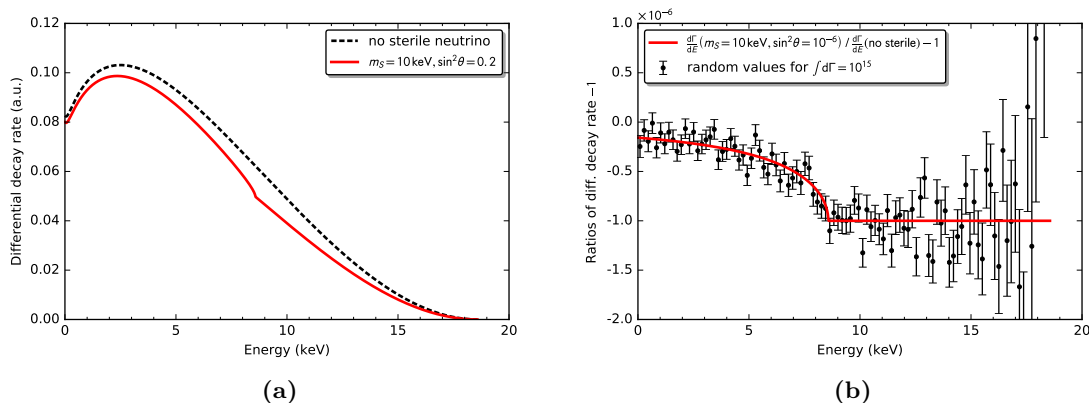 0.12
0.10
0.08
0.06
0.04
0.02
0.00
0
5
10
15
20
Energy (keV)
Differential decay rate (a.u.)
no sterile neutrino
m_S = 10 keV, sin²θ = 0.2
(a)
×10⁻⁶
1.0
0.5
0.0
-0.5
-1.0
-1.5
-2.0
0
5
10
15
20
Energy (keV)
Ratios of diff. decay rate −1
dΓ/dE (m_S = 10 keV, sin²θ = 10⁻⁶) / dΓ/dE (no sterile) − 1
random values for ∫dΓ = 10¹⁵
(b)